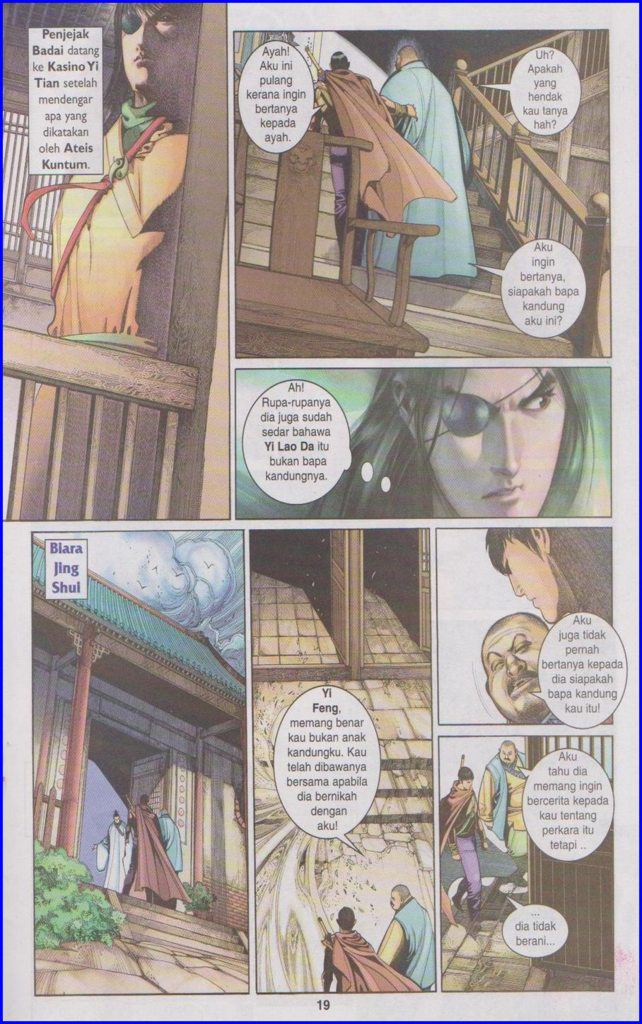 Penjejak
Badai datang
ke Kasino Yi
Tian setelah
mendengar
apa yang
dikatakan
oleh Ateis
Kuntum.
Ayah!
Aku ini
pulang
kerana ingin
bertanya
kepada
ayah.
Uh?
Apakah
yang
hendak
kau tanya
hah?
Aku
ingin
bertanya,
siapakah bapa
kandung
aku ini?
Ah!
Rupa-rupanya
dia juga sudah
sedar bahawa
Yi Lao Da itu
bukan bapa
kandungnya.
Biara
Jing
Shui
Yi
Feng,
memang benar
kau bukan anak
kandungku. Kau
telah dibawanya
bersama apabila
dia bernikah
dengan
aku!
Aku
juga tidak
pernah
bertanya kepada
dia siapakah
bapa kandung
kau itu!
Aku
tahu dia
memang ingin
bercerita kepada
kau tentang
perkara itu
tetapi ..
...
dia tidak
berani...
19